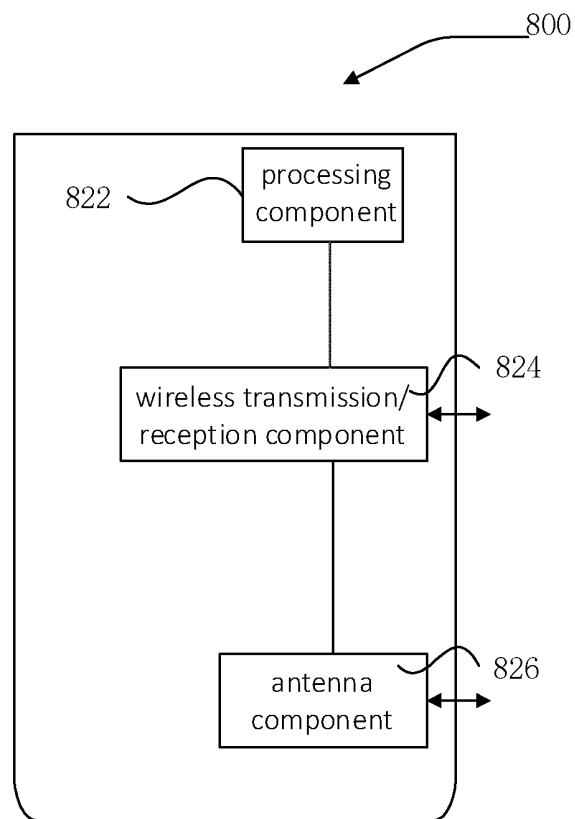 800
processing
component
822
824
wireless transmission/
reception component
826
antenna
component